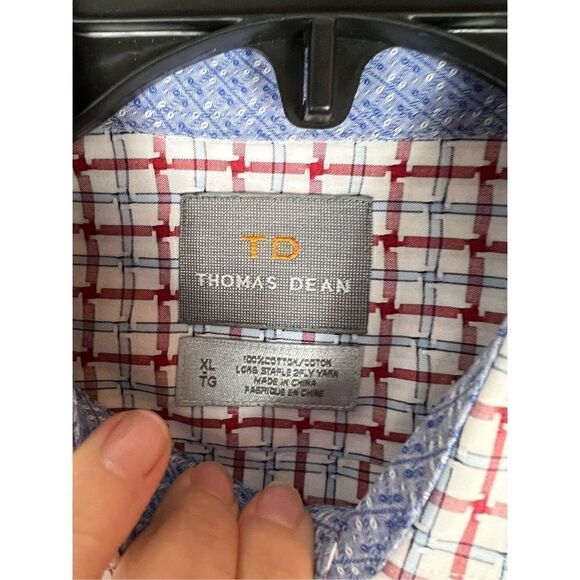 TD
THOMAS DEAN
XL
TG
100%COTTON/COTON
LONG STAPLE 2PLY YARN
MADE IN CHINA
FABRIQUE EN CHINE